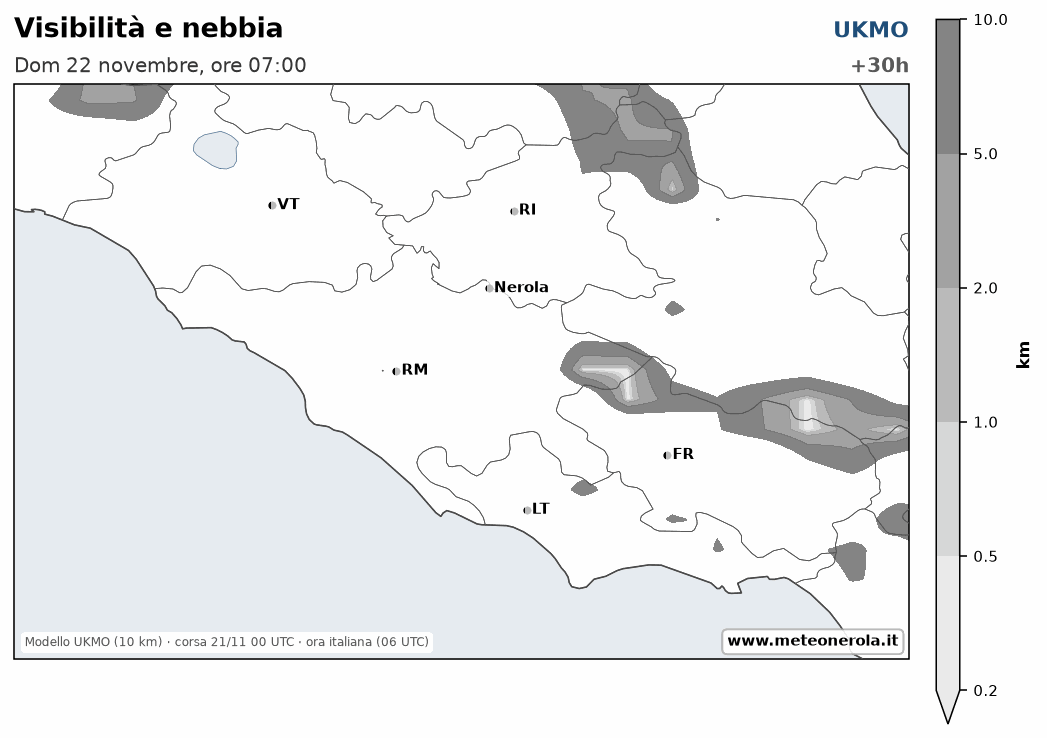 Visibilità e nebbia
UKMO
Dom 22 novembre, ore 07:00
+30h
10.0
5.0
2.0
1.0
0.5
0.2
km
VT
RI
Nerola
RM
FR
LT
Modello UKMO (10 km) · corsa 21/11 00 UTC · ora italiana (06 UTC)
www.meteonerola.it